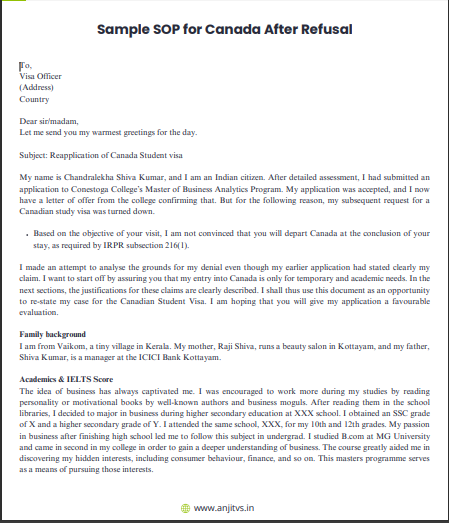 Sample SOP for Canada After Refusal
To,
Visa Officer
(Address)
Country
Dear sir/madam,
Let me send you my warmest greetings for the day.
Subject: Reapplication of Canada Student visa
My name is Chandralekha Shiva Kumar, and I am an Indian citizen. After detailed assessment, I had submitted an
application to Conestoga College's Master of Business Analytics Program. My application was accepted, and I now
have a letter of offer from the college confirming that. But for the following reason, my subsequent request for a
Canadian study visa was turned down.
• Based on the objective of your visit, I am not convinced that you will depart Canada at the conclusion of your
stay, as required by IRPR subsection 216(1).
I made an attempt to analyse the grounds for my denial even though my earlier application had stated clearly my
claim. I want to start off by assuring you that my entry into Canada is only for temporary and academic needs. In the
next sections, the justifications for these claims are clearly described. I shall thus use this document as an opportunity
to re-state my case for the Canadian Student Visa. I am hoping that you will give my application a favourable
evaluation.
Family background
I am from Vaikom, a tiny village in Kerala. My mother, Raji Shiva, runs a beauty salon in Kottayam, and my father,
Shiva Kumar, is a manager at the ICICI Bank Kottayam.
Academics & IELTS Score
The idea of business has always captivated me. I was encouraged to work more during my studies by reading
personality or motivational books by well-known authors and business moguls. After reading them in the school
libraries, I decided to major in business during higher secondary education at XXX school. I obtained an SSC grade
of X and a higher secondary grade of Y. I attended the same school, XXX, for my 10th and 12th grades. My passion
in business after finishing high school led me to follow this subject in undergrad. I studied B.com at MG University
and came in second in my college in order to gain a deeper understanding of business. The course greatly aided me in
discovering my hidden interests, including consumer behaviour, finance, and so on. This masters programme serves
as a means of pursuing those interests.
www.anjitvs.in